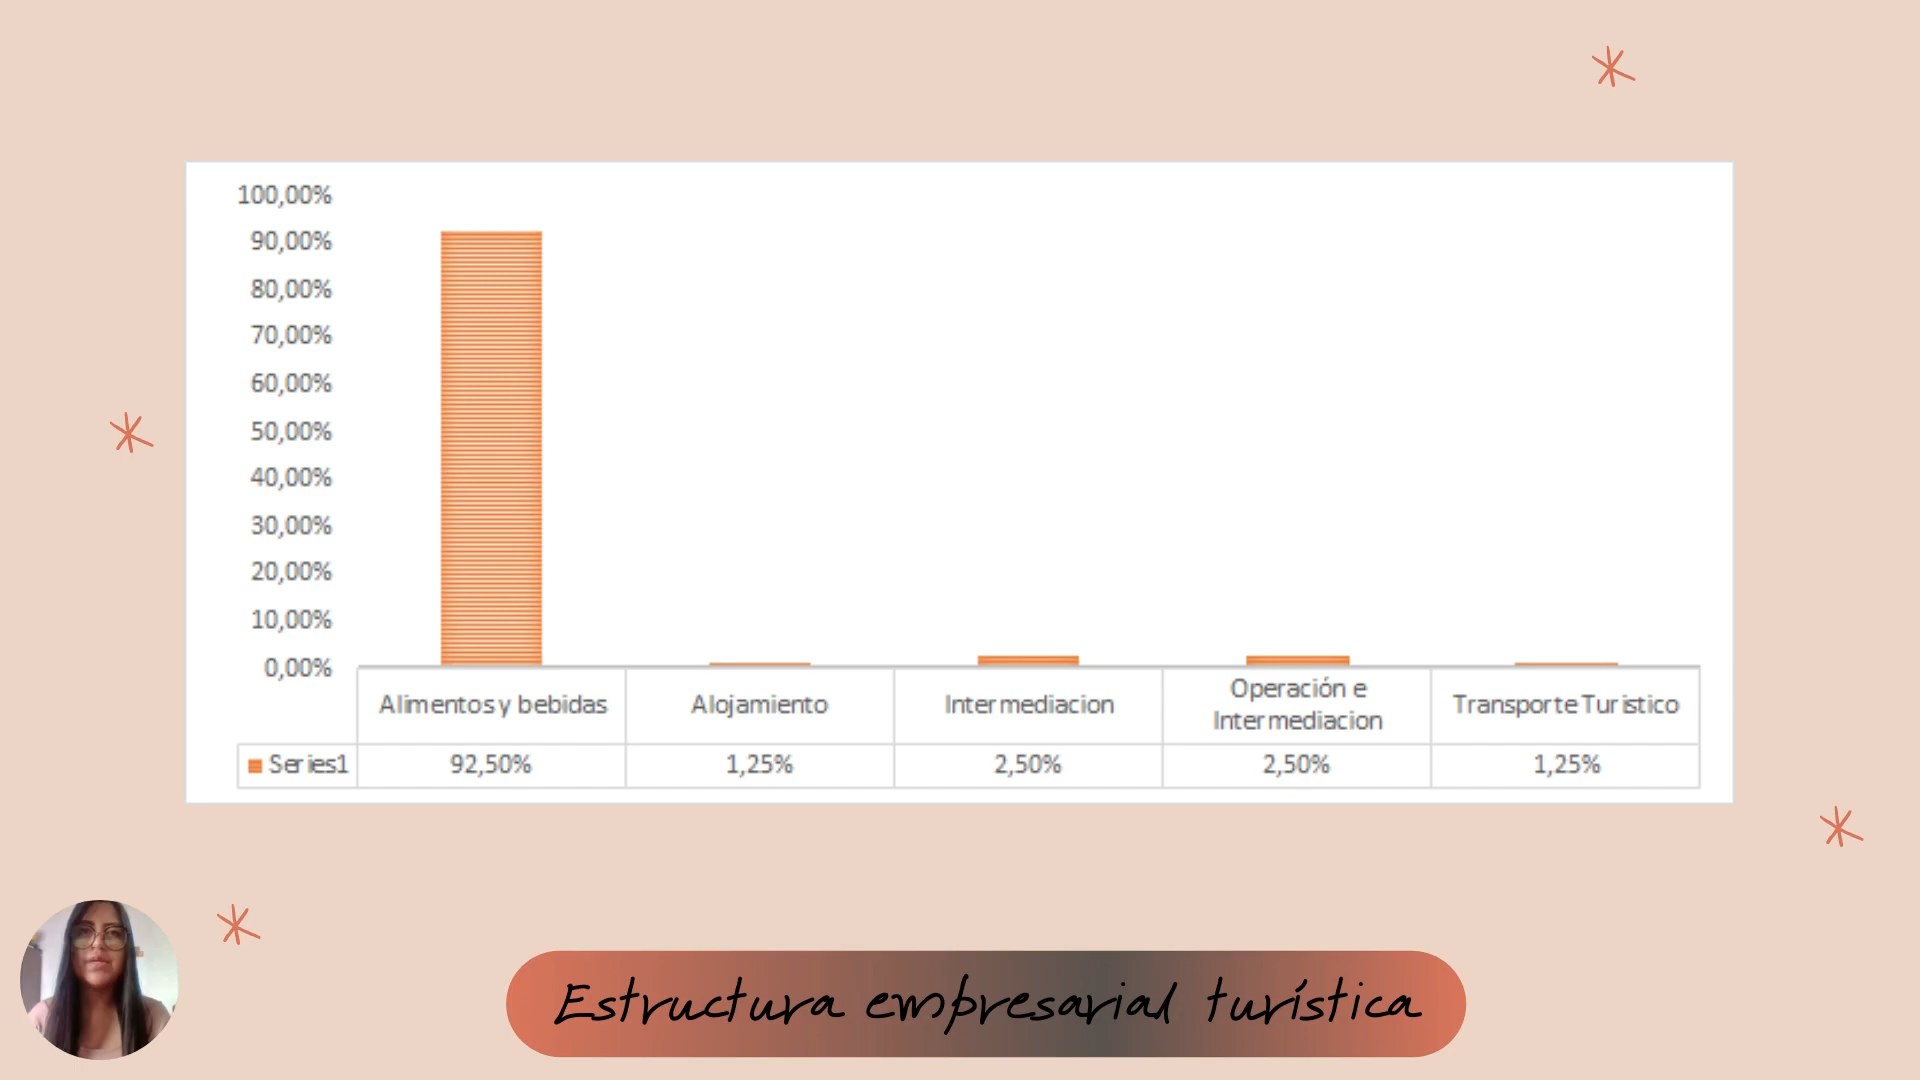 100,00%
90,00%
80,00%
70,00%
60,00%
50,00%
40,00%
30,00%
20,00%
10,00%
0,00%
Alimentos y bebidas
Alojamiento
Intermediacion
Operación e
Intermediacion
Transporte Turistico
Series1 92,50% 1,25% 2,50% 2,50% 1,25%
Estructura empresarial turística